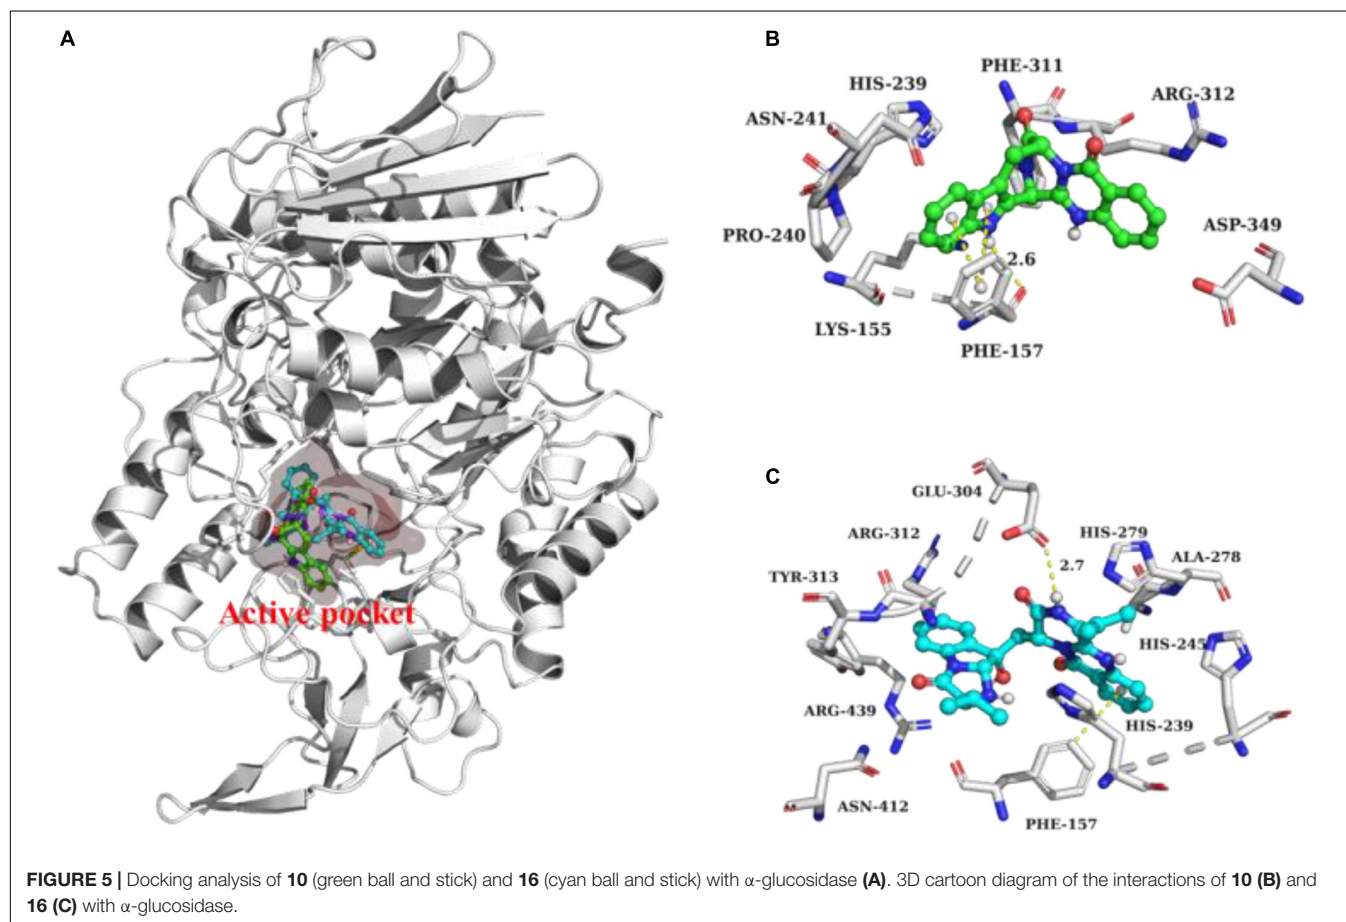 A
Active pocket
B
PHE-311
HIS-239
ARG-312
ASN-241
ASP-349
PRO-240
2.6
LYS-155
PHE-157
C
GLU-304
ARG-312
HIS-279
ALA-278
2.7
TYR-313
HIS-245
ARG-439
HIS-239
ASN-412
PHE-157
FIGURE 5 | Docking analysis of 10 (green ball and stick) and 16 (cyan ball and stick) with α-glucosidase (A). 3D cartoon diagram of the interactions of 10 (B) and
16 (C) with α-glucosidase.